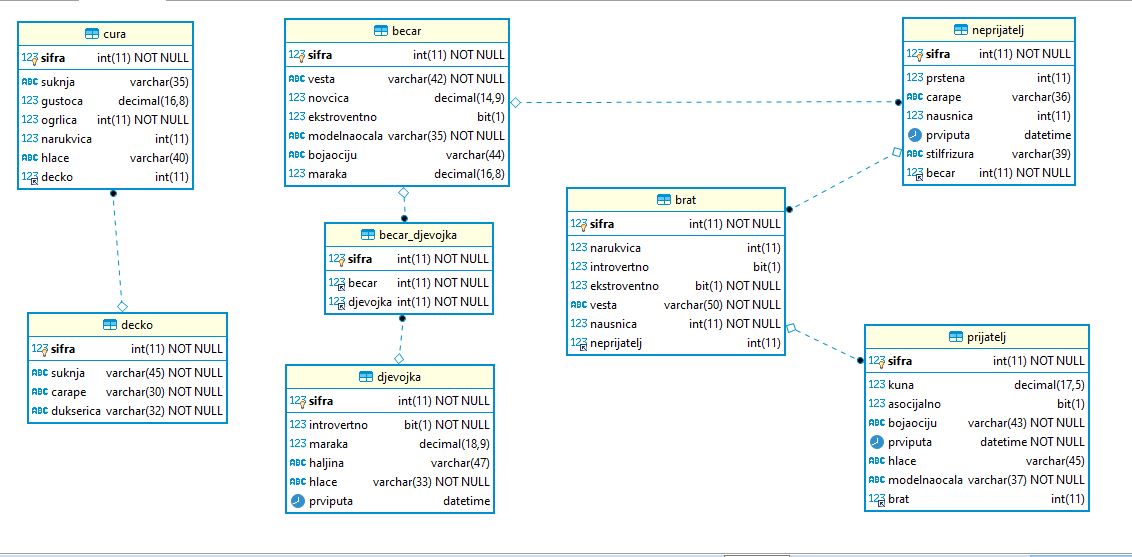 cura
123 sifra int(11) NOT NULL
ABC suknja varchar(35)
123 gustoca decimal(16,8)
123 ogrlica int(11) NOT NULL
123 narukvica int(11)
ABC hlace varchar(40)
123 decko int(11)
decko
123 sifra int(11) NOT NULL
ABC suknja varchar(45) NOT NULL
ABC carape varchar(30) NOT NULL
ABC dukserica varchar(32) NOT NULL
becar
123 sifra int(11) NOT NULL
ABC vesta varchar(42) NOT NULL
123 novcica decimal(14,9)
123 ekstroventno bit(1)
ABC modelnaocala varchar(35) NOT NULL
ABC bojaociju varchar(44)
123 maraka decimal(16,8)
becar_djevojka
123 sifra int(11) NOT NULL
123 becar int(11) NOT NULL
123 djevojka int(11) NOT NULL
djevojka
123 sifra int(11) NOT NULL
123 introvertno bit(1) NOT NULL
123 maraka decimal(18,9)
ABC haljina varchar(47)
ABC hlace varchar(33) NOT NULL
prviputa datetime
brat
123 sifra int(11) NOT NULL
123 narukvica int(11)
123 introvertno bit(1)
123 ekstroventno bit(1) NOT NULL
ABC vesta varchar(50) NOT NULL
123 nausnica int(11) NOT NULL
123 neprijatelj int(11)
neprijatelj
123 sifra int(11) NOT NULL
123 prstena int(11)
ABC carape varchar(36)
123 nausnica int(11)
prviputa datetime
ABC stilfrizura varchar(39)
123 becar int(11) NOT NULL
prijatelj
123 sifra int(11) NOT NULL
123 kuna decimal(17,5)
123 asocijalno bit(1)
ABC bojaociju varchar(43) NOT NULL
prviputa datetime NOT NULL
ABC hlace varchar(45)
ABC modelnaocala varchar(37) NOT NULL
123 brat int(11)